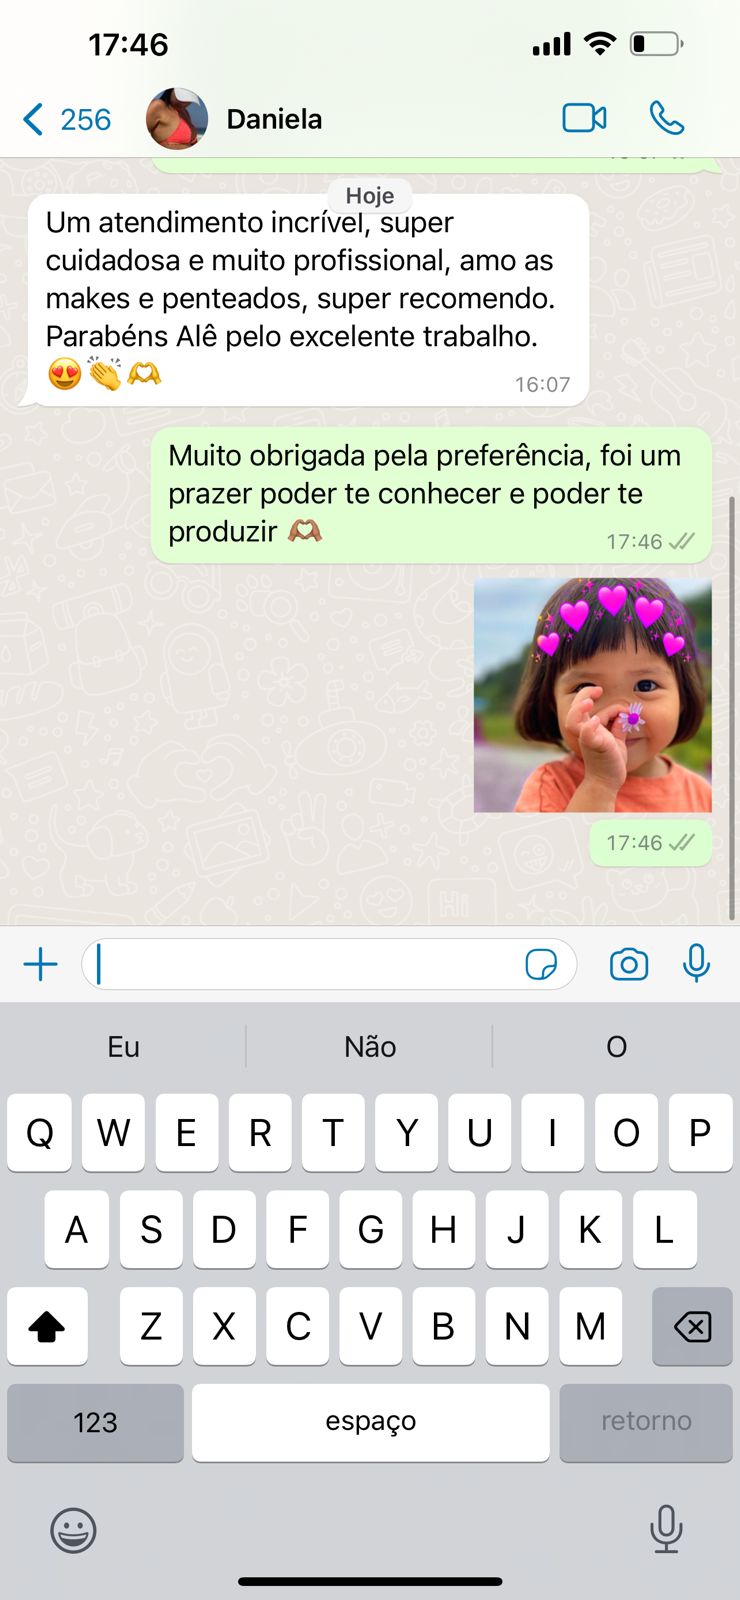 17:46
256
Daniela
Hoje
Um atendimento incrível, super
cuidadosa e muito profissional, amo as
makes e penteados, super recomendo.
Parabéns Alê pelo excelente trabalho.
😍👏🫶
16:07
Muito obrigada pela preferência, foi um
prazer poder te conhecer e poder te
produzir 🫶🏽
17:46
17:46
Eu Não O
Q W E R T Y U I O P
A S D F G H J K L
Z X C V B N M
123 espaço retorno